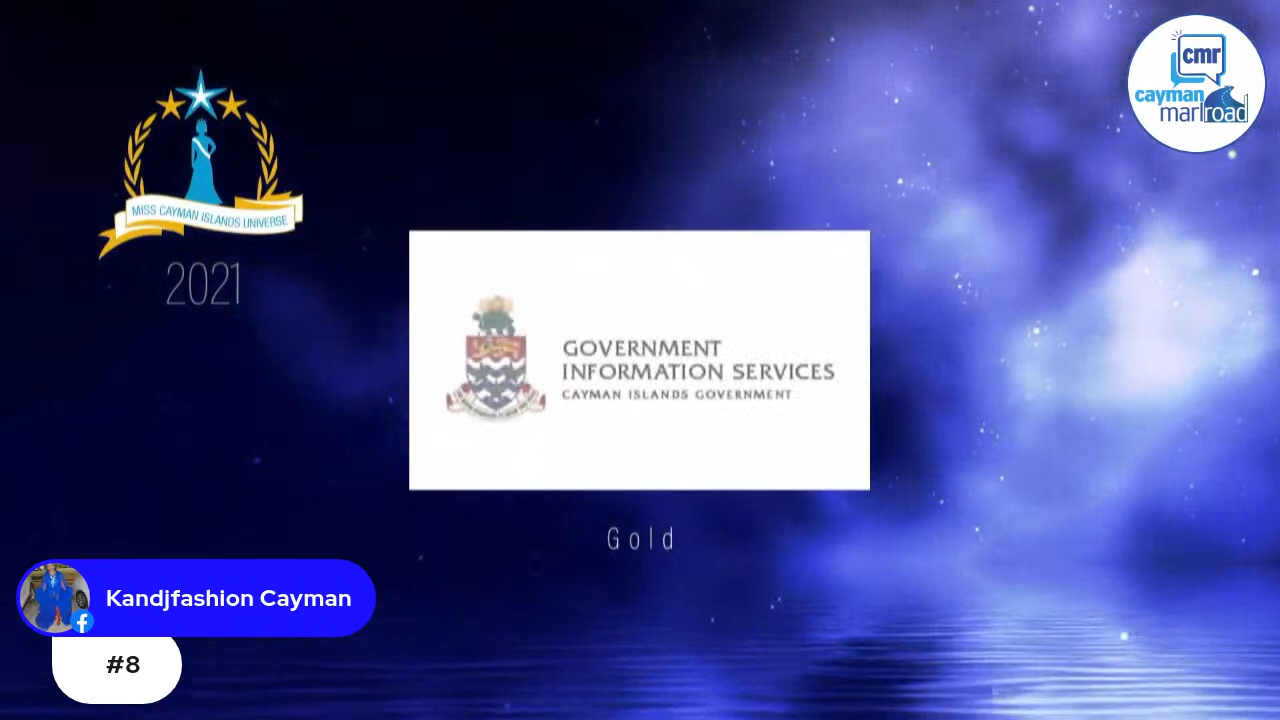 MISS CAYMAN ISLANDS UNIVERSE
2021
cmr
cayman
marlroad
GOVERNMENT
INFORMATION SERVICES
CAYMAN ISLANDS GOVERNMENT
Gold
Kandjfashion Cayman
#8